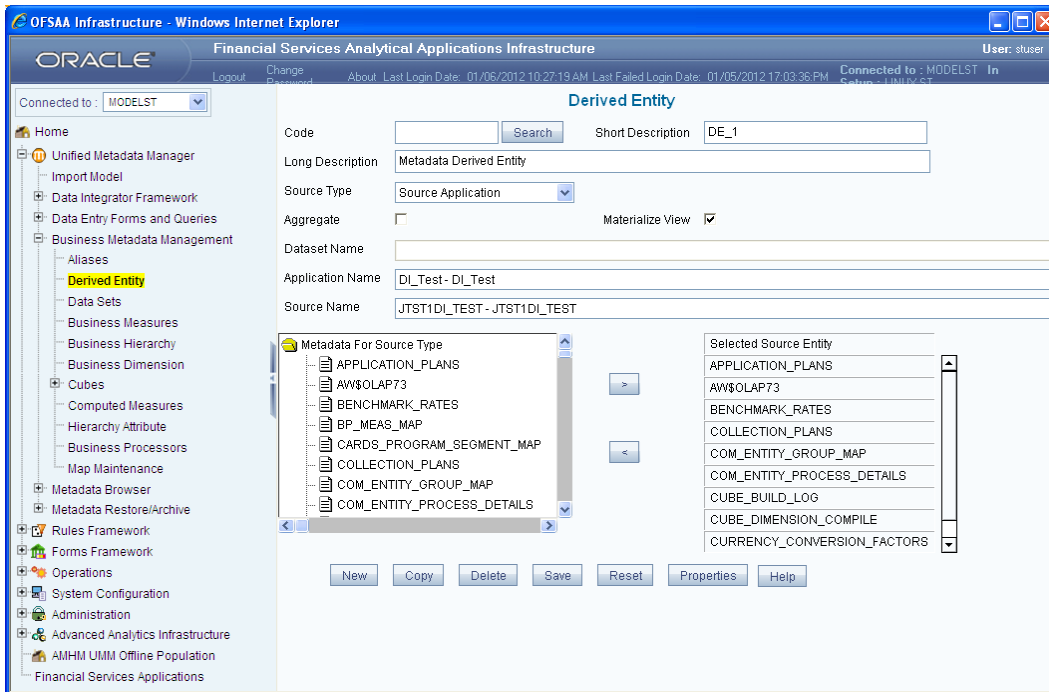 OFSAA Infrastructure - Windows Internet Explorer
ORACLE
Financial Services Analytical Applications Infrastructure
User: stuser
Logout Change Password About Last Login Date: 01/06/2012 10:27:19 AM Last Failed Login Date: 01/05/2012 17:03:36:PM Connected to : MODELST In
Connected to : MODELST
Home
Unified Metadata Manager
Import Model
Data Integrator Framework
Data Entry Forms and Queries
Business Metadata Management
Aliases
Derived Entity
Data Sets
Business Measures
Business Hierarchy
Business Dimension
Cubes
Computed Measures
Hierarchy Attribute
Business Processors
Map Maintenance
Metadata Browser
Metadata Restore/Archive
Rules Framework
Forms Framework
Operations
System Configuration
Administration
Advanced Analytics Infrastructure
AMHM UMM Offline Population
Financial Services Applications
Derived Entity
Code Search Short Description DE_1
Long Description Metadata Derived Entity
Source Type Source Application
Aggregate Materialize View
Dataset Name
Application Name DI_Test - DI_Test
Source Name JTST1DI_TEST - JTST1DI_TEST
Metadata For Source Type
APPLICATION_PLANS
AW$OLAP73
BENCHMARK_RATES
BP_MEAS_MAP
CARDS_PROGRAM_SEGMENT_MAP
COLLECTION_PLANS
COM_ENTITY_GROUP_MAP
COM_ENTITY_PROCESS_DETAILS
>
<
Selected Source Entity
APPLICATION_PLANS
AW$OLAP73
BENCHMARK_RATES
COLLECTION_PLANS
COM_ENTITY_GROUP_MAP
COM_ENTITY_PROCESS_DETAILS
CUBE_BUILD_LOG
CUBE_DIMENSION_COMPILE
CURRENCY_CONVERSION_FACTORS
New Copy Delete Save Reset Properties Help